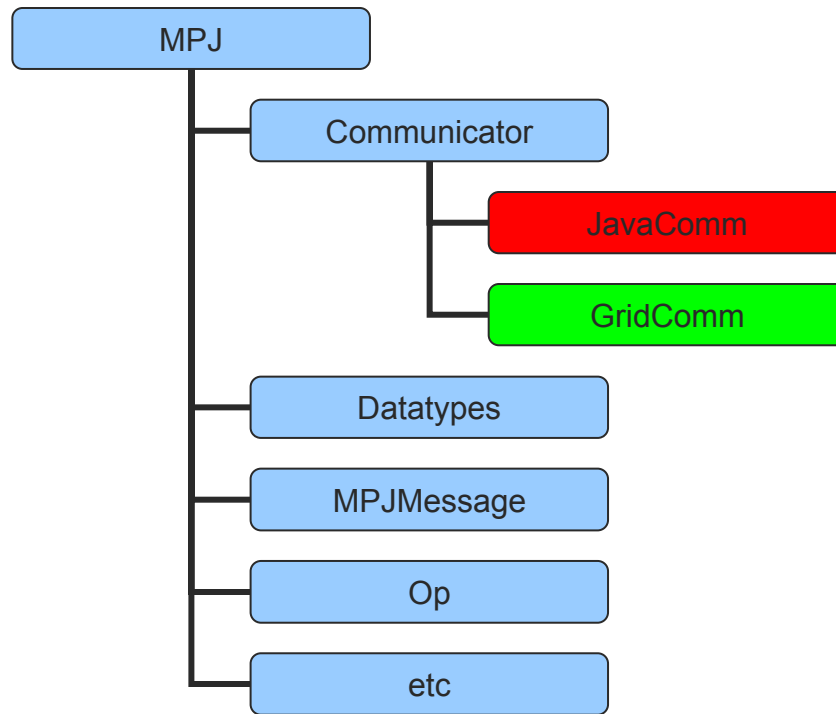 MPJ
Communicator
JavaComm
GridComm
Datatypes
MPJMessage
Op
etc